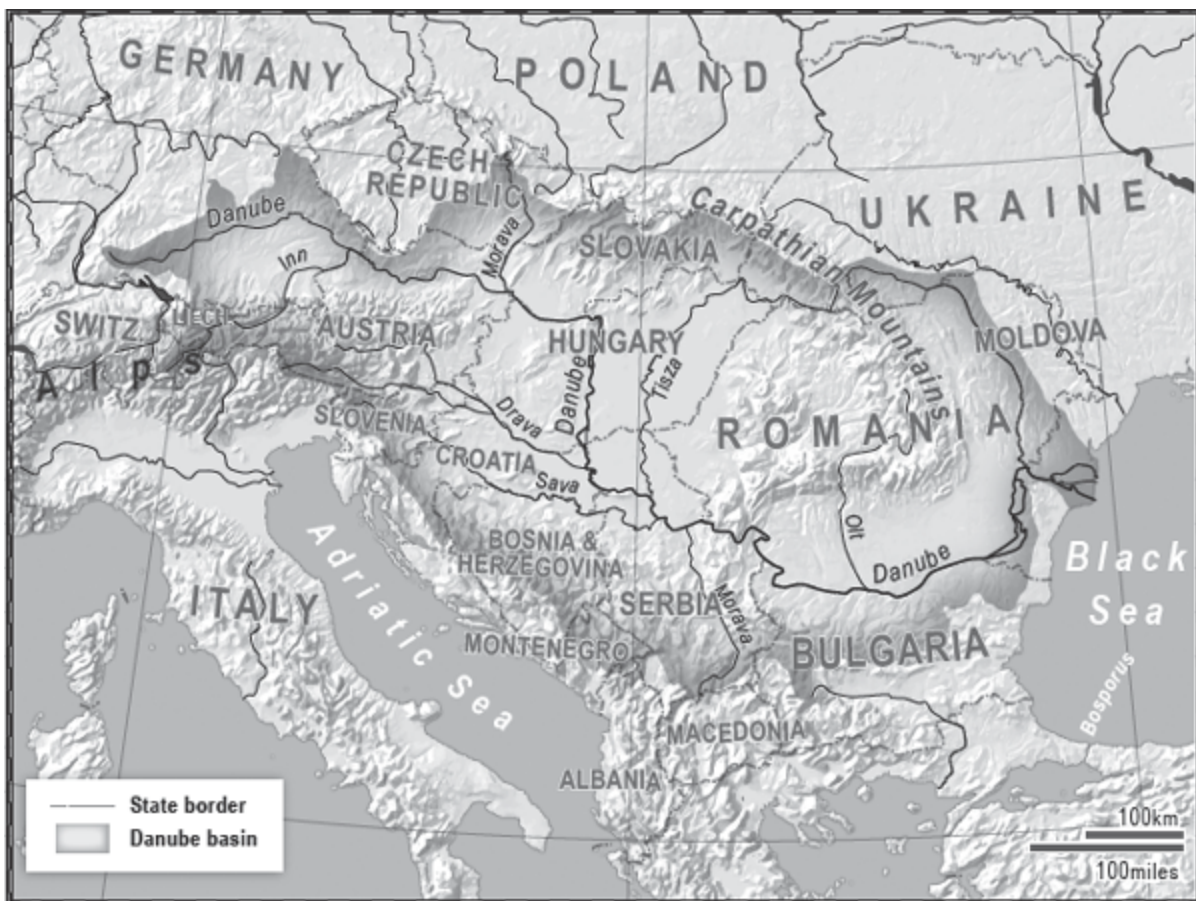 GERMANY
POLAND
CZECH
REPUBLIC
UKRAINE
Carpathian Mountains
Danube
Morava
SLOVAKIA
Inn
SWITZ.
LIECH.
AUSTRIA
HUNGARY
MOLDOVA
Alps
Danube
Tisza
Drava
SLOVENIA
ROMANIA
CROATIA
Sava
Olt
Adriatic Sea
BOSNIA &
HERZEGOVINA
Danube
Black
Sea
ITALY
SERBIA
Morava
MONTENEGRO
BULGARIA
Bosporus
MACEDONIA
ALBANIA
State border
Danube basin
100km
100miles